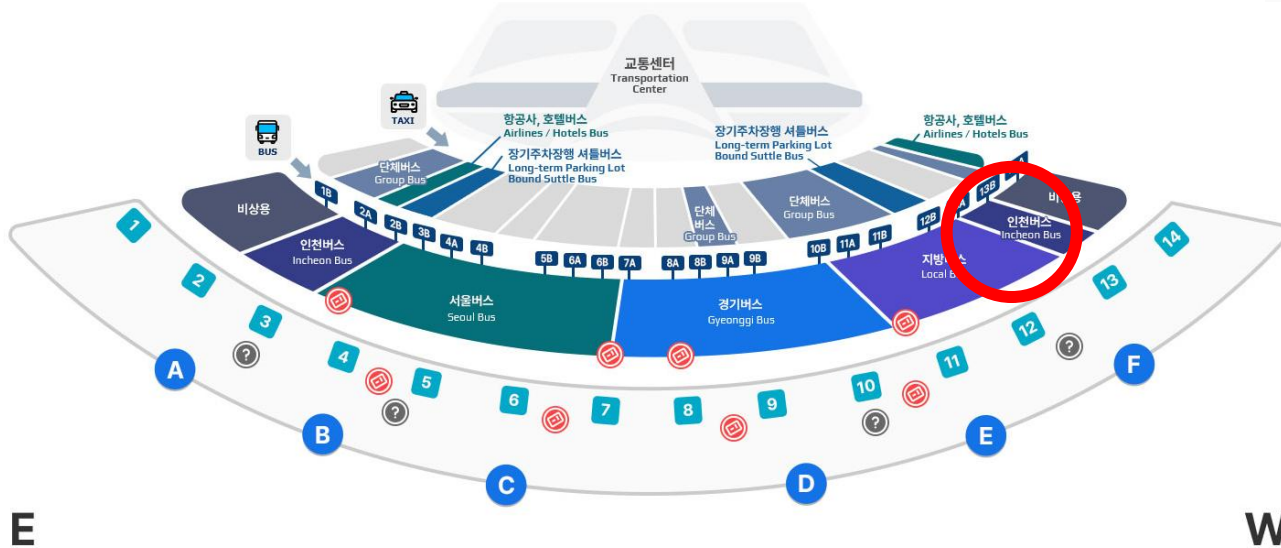 교통센터
Transportation
Center
TAXI
BUS
항공사, 호텔버스
Airlines / Hotels Bus
장기주차장행 셔틀버스
Long-term Parking Lot
Bound Suttle Bus
단체버스
Group Bus
장기주차장행 셔틀버스
Long-term Parking Lot
Bound Suttle Bus
항공사, 호텔버스
Airlines / Hotels Bus
단체
버스
Group Bus
단체버스
Group Bus
비상용
인천버스
Incheon Bus
서울버스
Seoul Bus
경기버스
Gyeonggi Bus
지방버스
Local
인천버스
Incheon Bus
1B
2A
2B
3B
4A
4B
5B
6A
6B
7A
8A
8B
9A
9B
10B
11A
11B
12B
13B
1
2
3
4
5
6
7
8
9
10
11
12
13
14
?
?
?
?
A
B
C
D
E
F
E
W